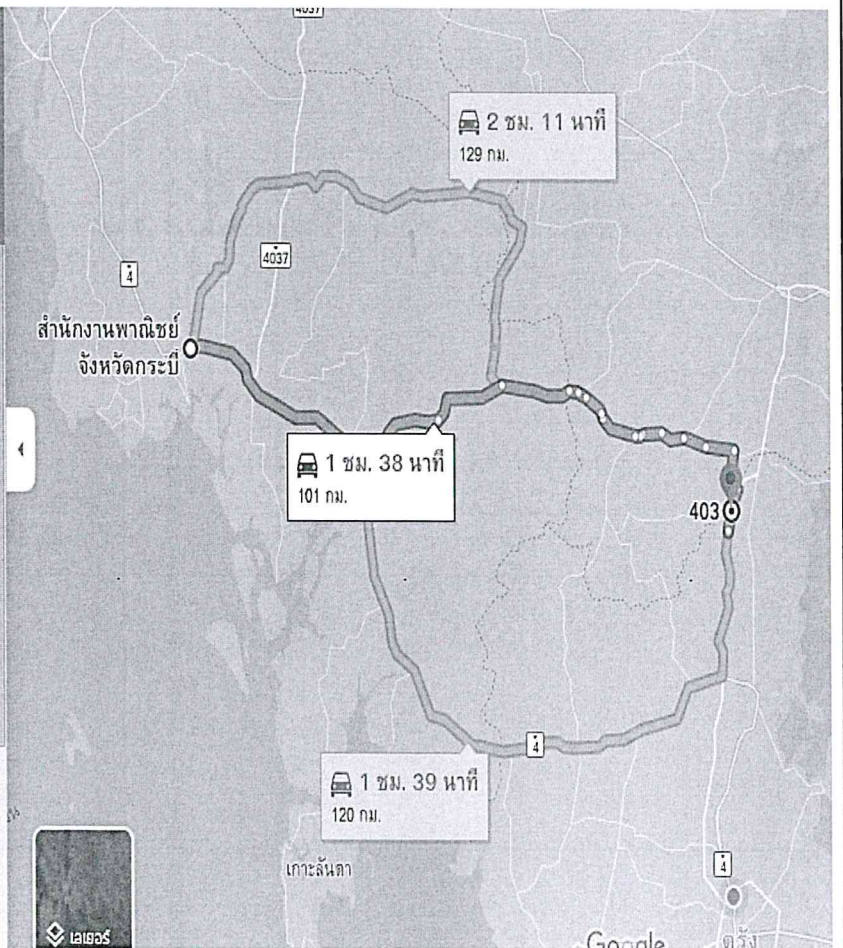 4037
2 ชม. 11 นาที
129 กม.
4037
4
สำนักงานพาณิชย์
จังหวัดกระบี่
1 ชม. 38 นาที
101 กม.
403
4
1 ชม. 39 นาที
120 กม.
เกาะลันตา
4
เลเยอร์
Google
ตรัง